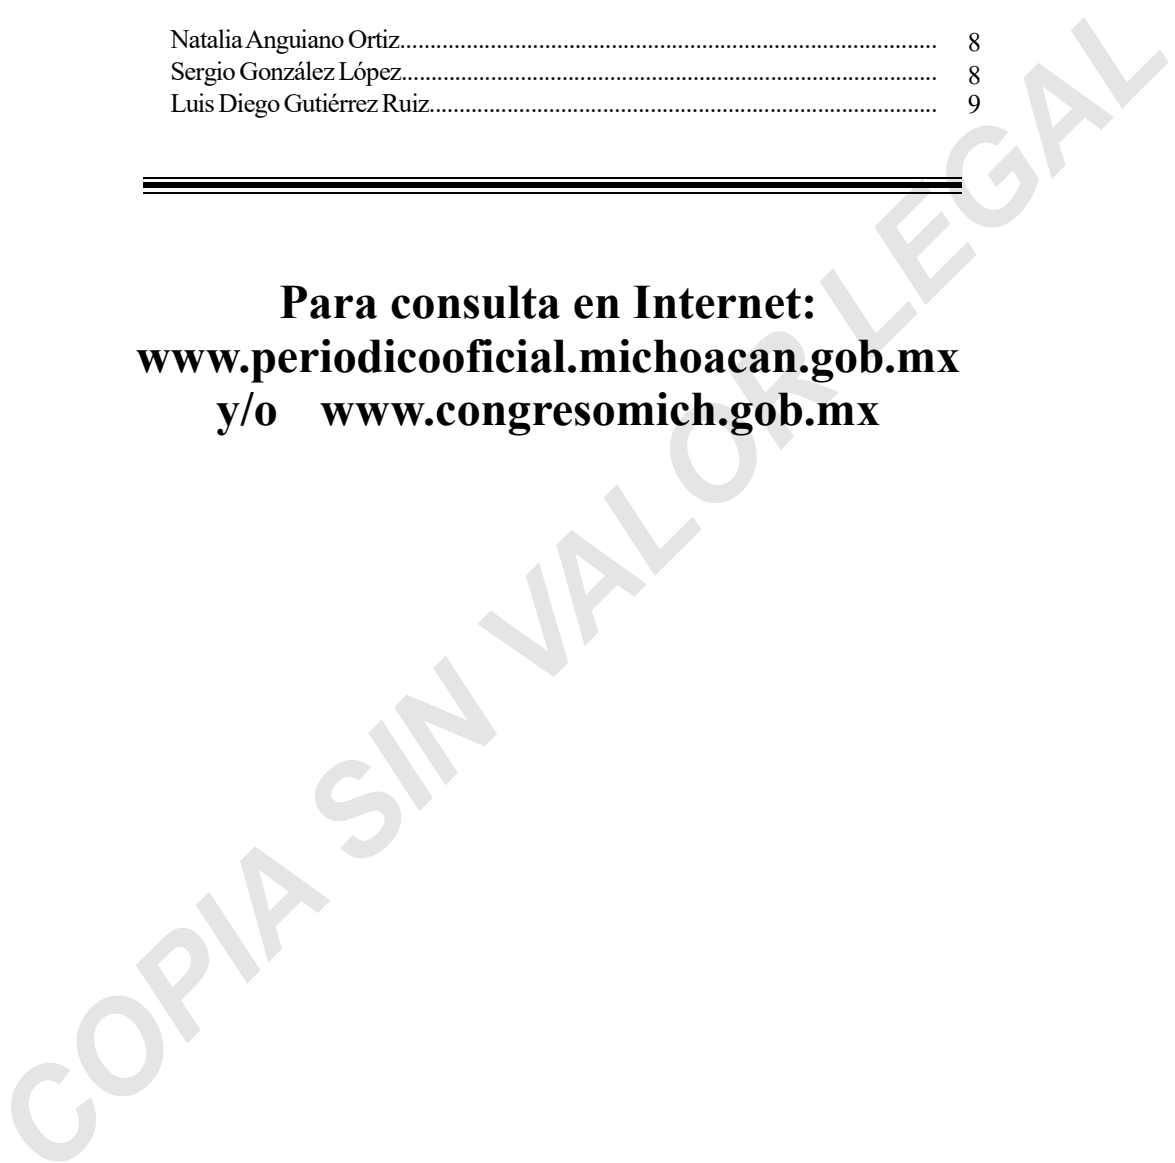 Natalia Anguiano Ortiz.......................................................................................... 8
Sergio González López......................................................................................... 8
Luis Diego Gutiérrez Ruiz..................................................................................... 9
Para consulta en Internet:
www.periodicooficial.michoacan.gob.mx
y/o www.congresomich.gob.mx
COPIA SIN VALOR LEGAL